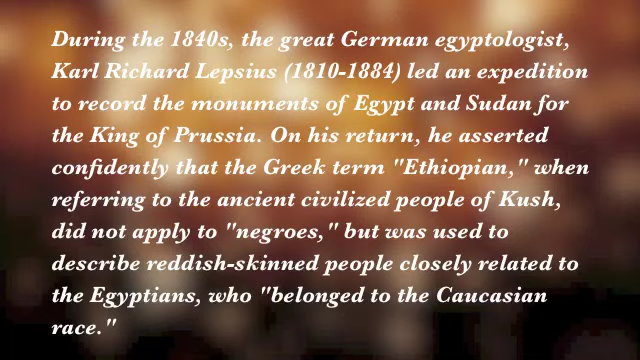 During the 1840s, the great German egyptologist,
Karl Richard Lepsius (1810-1884) led an expedition
to record the monuments of Egypt and Sudan for
the King of Prussia. On his return, he asserted
confidently that the Greek term "Ethiopian," when
referring to the ancient civilized people of Kush,
did not apply to "negroes," but was used to
describe reddish-skinned people closely related to
the Egyptians, who "belonged to the Caucasian
race."